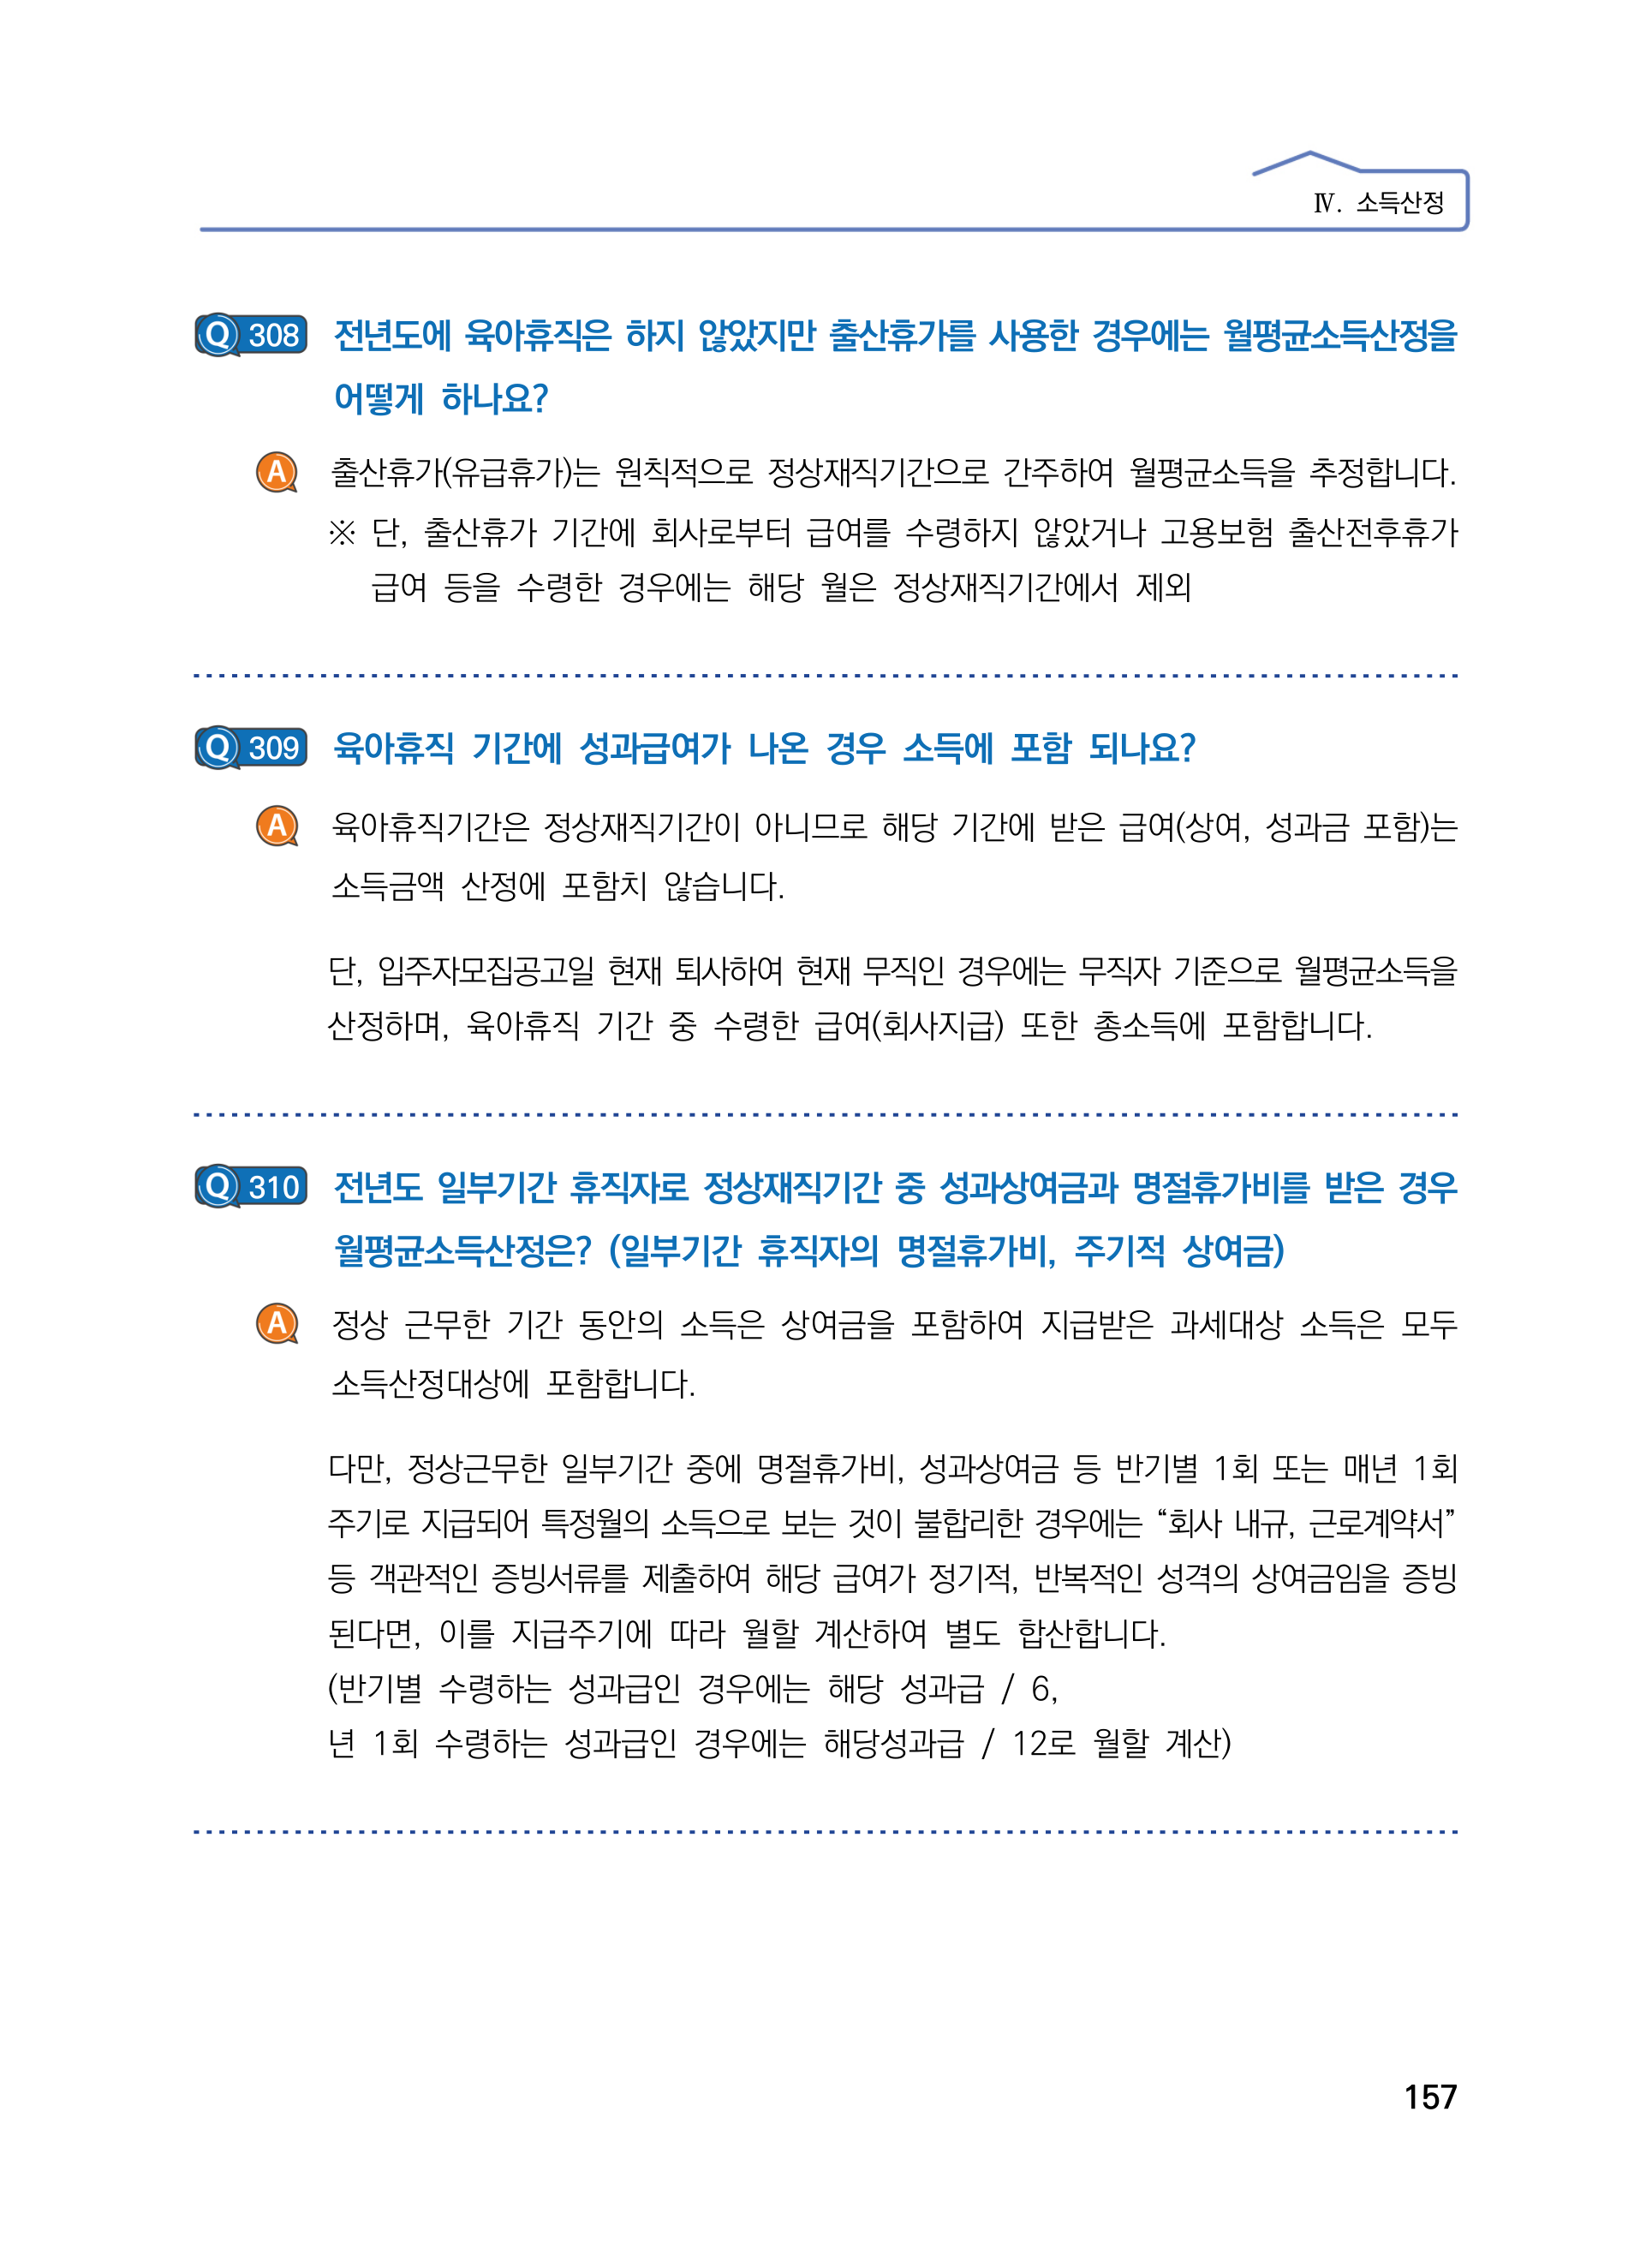 Ⅳ. 소득산정
Q 308 전년도에 육아휴직은 하지 않았지만 출산휴가를 사용한 경우에는 월평균소득산정을
어떻게 하나요?
A 출산휴가(유급휴가)는 원칙적으로 정상재직기간으로 간주하여 월평균소득을 추정합니다.
※ 단, 출산휴가 기간에 회사로부터 급여를 수령하지 않았거나 고용보험 출산전후휴가
급여 등을 수령한 경우에는 해당 월은 정상재직기간에서 제외
Q 309 육아휴직 기간에 성과급여가 나온 경우 소득에 포함 되나요?
A 육아휴직기간은 정상재직기간이 아니므로 해당 기간에 받은 급여(상여, 성과금 포함)는
소득금액 산정에 포함치 않습니다.
단, 입주자모집공고일 현재 퇴사하여 현재 무직인 경우에는 무직자 기준으로 월평균소득을
산정하며, 육아휴직 기간 중 수령한 급여(회사지급) 또한 총소득에 포함합니다.
Q 310 전년도 일부기간 휴직자로 정상재직기간 중 성과상여금과 명절휴가비를 받은 경우
월평균소득산정은? (일부기간 휴직자의 명절휴가비, 주기적 상여금)
A 정상 근무한 기간 동안의 소득은 상여금을 포함하여 지급받은 과세대상 소득은 모두
소득산정대상에 포함합니다.
다만, 정상근무한 일부기간 중에 명절휴가비, 성과상여금 등 반기별 1회 또는 매년 1회
주기로 지급되어 특정월의 소득으로 보는 것이 불합리한 경우에는 “회사 내규, 근로계약서”
등 객관적인 증빙서류를 제출하여 해당 급여가 정기적, 반복적인 성격의 상여금임을 증빙
된다면, 이를 지급주기에 따라 월할 계산하여 별도 합산합니다.
(반기별 수령하는 성과급인 경우에는 해당 성과급 / 6,
년 1회 수령하는 성과급인 경우에는 해당성과급 / 12로 월할 계산)
157